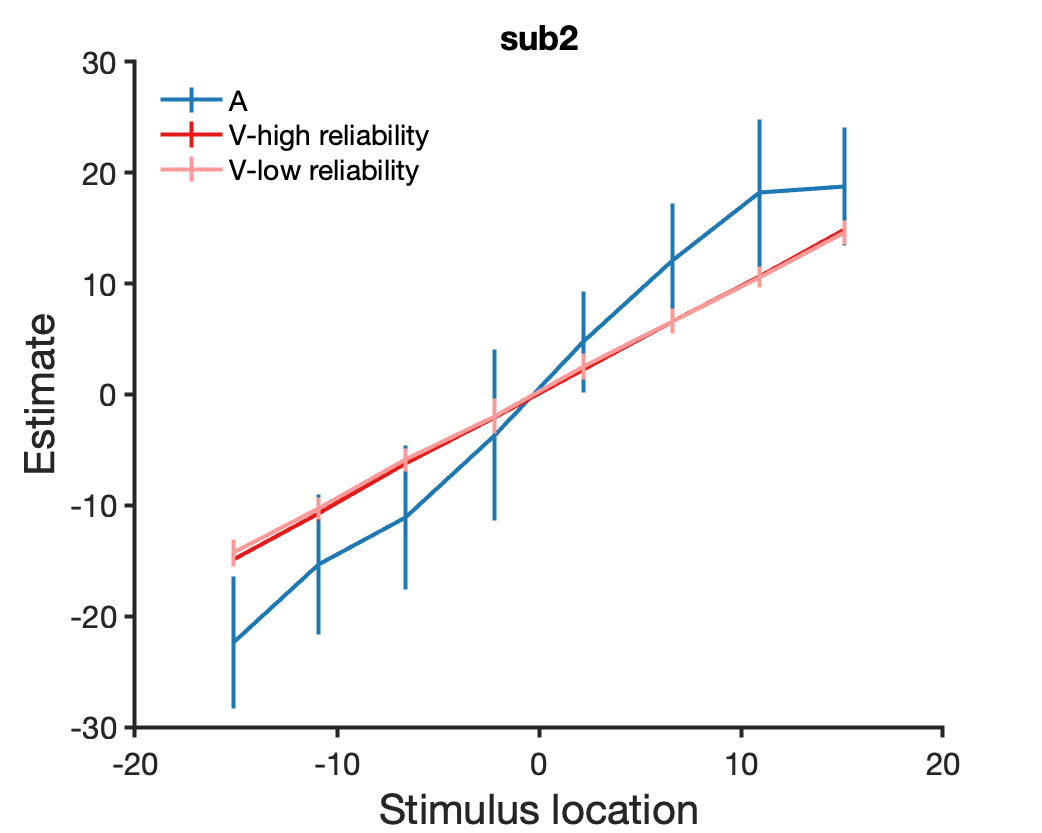 sub2
30
A
V-high reliability
V-low reliability
20
10
0
-10
-20
-30
Estimate
-20 -10 0 10 20
Stimulus location